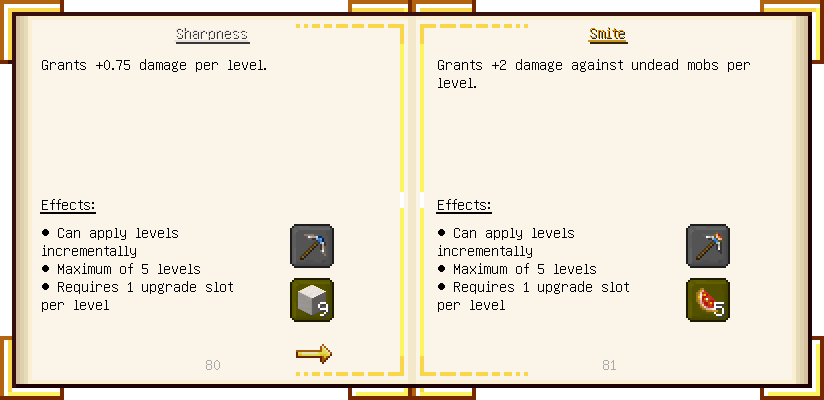 Sharpness
Grants +0.75 damage per level.
Effects:
● Can apply levels
incrementally
● Maximum of 5 levels
● Requires 1 upgrade slot
per level
9
80
Smite
Grants +2 damage against undead mobs per
level.
Effects:
● Can apply levels
incrementally
● Maximum of 5 levels
● Requires 1 upgrade slot
per level
5
81